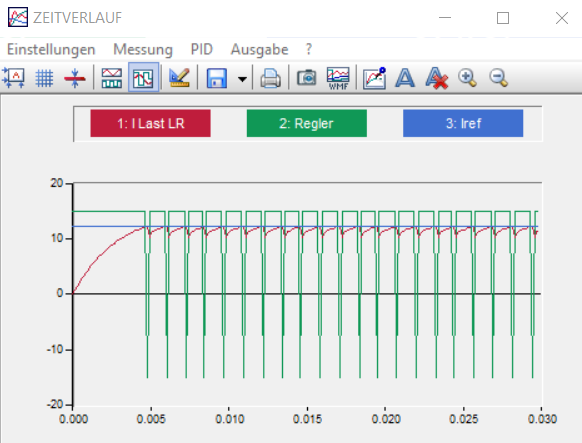 ZEITVERLAUF
Einstellungen Messung PID Ausgabe ?
A WMF A A
1: I Last LR 2: Regler 3: Iref
20
10
0
-10
-20
0.000 0.005 0.010 0.015 0.020 0.025 0.030